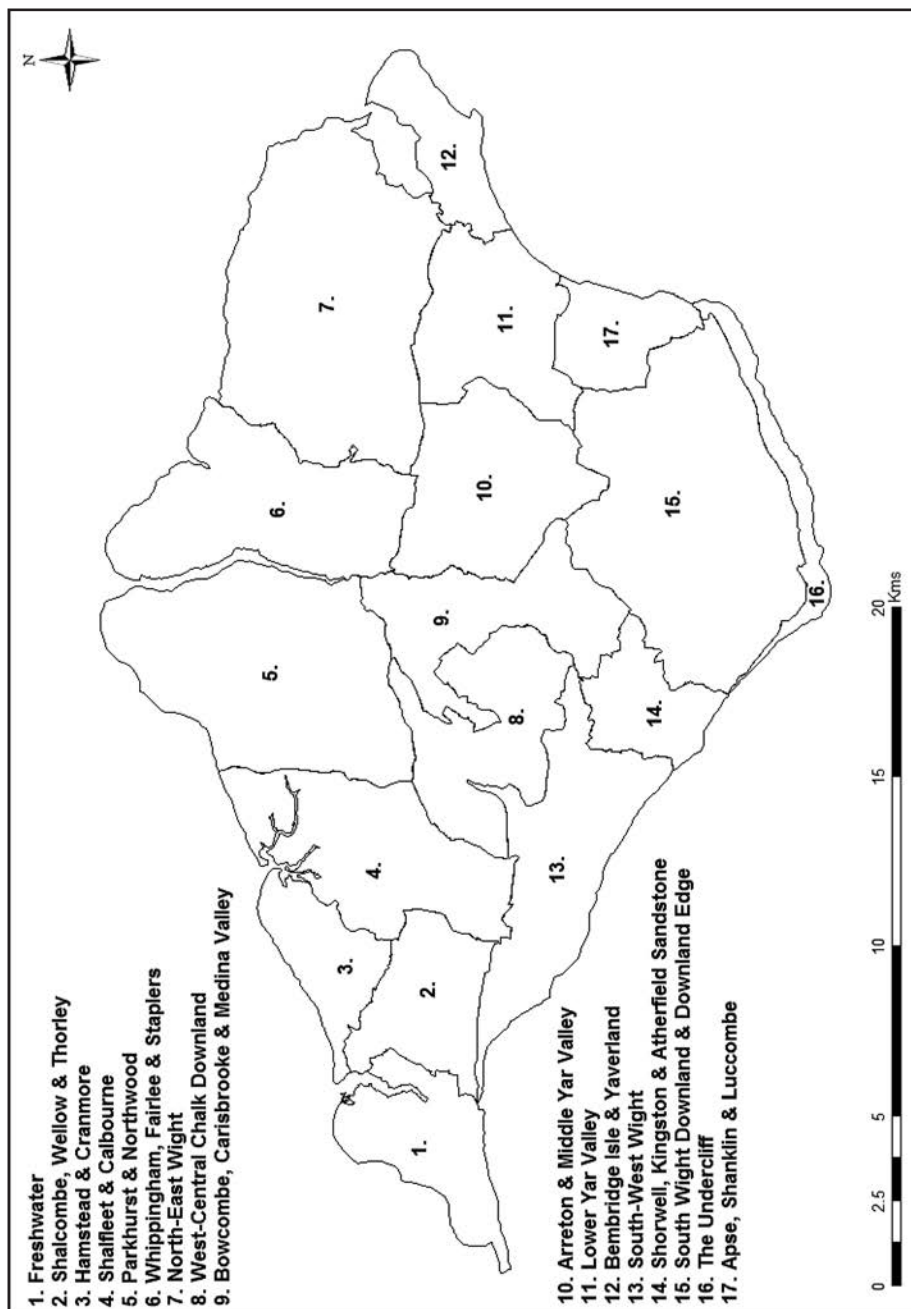 N
1. Freshwater
2. Shalcombe, Wellow & Thorley
3. Hamstead & Cranmore
4. Shalfleet & Calbourne
5. Parkhurst & Northwood
6. Whippingham, Fairlee & Staplers
7. North-East Wight
8. West-Central Chalk Downland
9. Bowcombe, Carisbrooke & Medina Valley
1.
2.
3.
4.
5.
6.
7.
8.
9.
10.
11.
12.
13.
14.
15.
16.
17.
10. Arreton & Middle Yar Valley
11. Lower Yar Valley
12. Bembridge Isle & Yaverland
13. South-West Wight
14. Shorwell, Kingston & Atherfield Sandstone
15. South Wight Downland & Downland Edge
16. The Undercliff
17. Apse, Shanklin & Luccombe
0 2.5 5 10 15 20
Kms